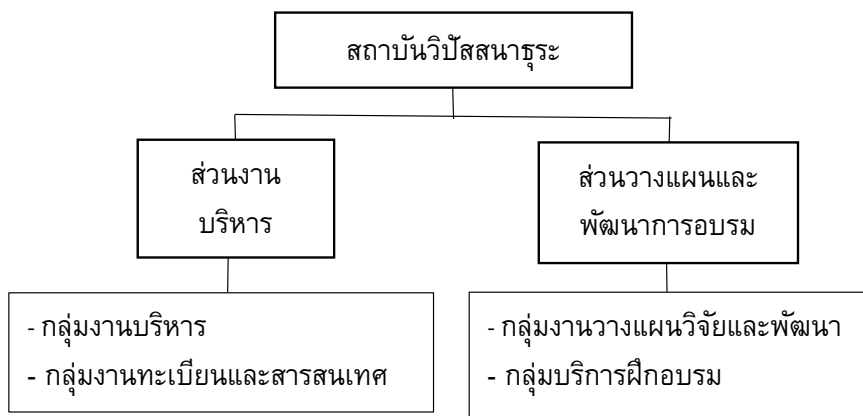 สถาบันวิปัสสนาธุระ
ส่วนงาน
บริหาร
ส่วนวางแผนและ
พัฒนาการอบรม
- กลุ่มงานบริหาร
- กลุ่มงานทะเบียนและสารสนเทศ
- กลุ่มงานวางแผนวิจัยและพัฒนา
- กลุ่มบริการฝึกอบรม